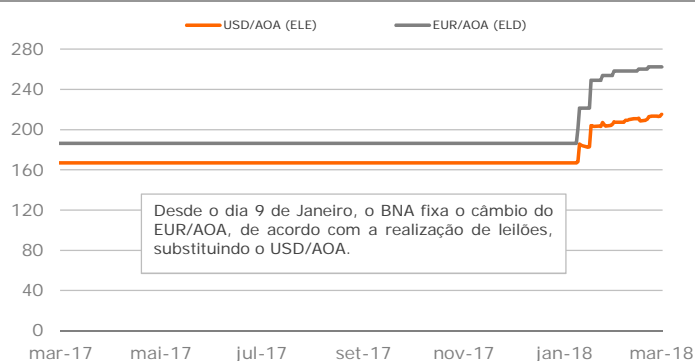 USD/AOA (ELE) EUR/AOA (ELD)
280
240
200
160
120
80
40
0
Desde o dia 9 de Janeiro, o BNA fixa o câmbio do
EUR/AOA, de acordo com a realização de leilões,
substituindo o USD/AOA.
mar-17 mai-17 jul-17 set-17 nov-17 jan-18 mar-18